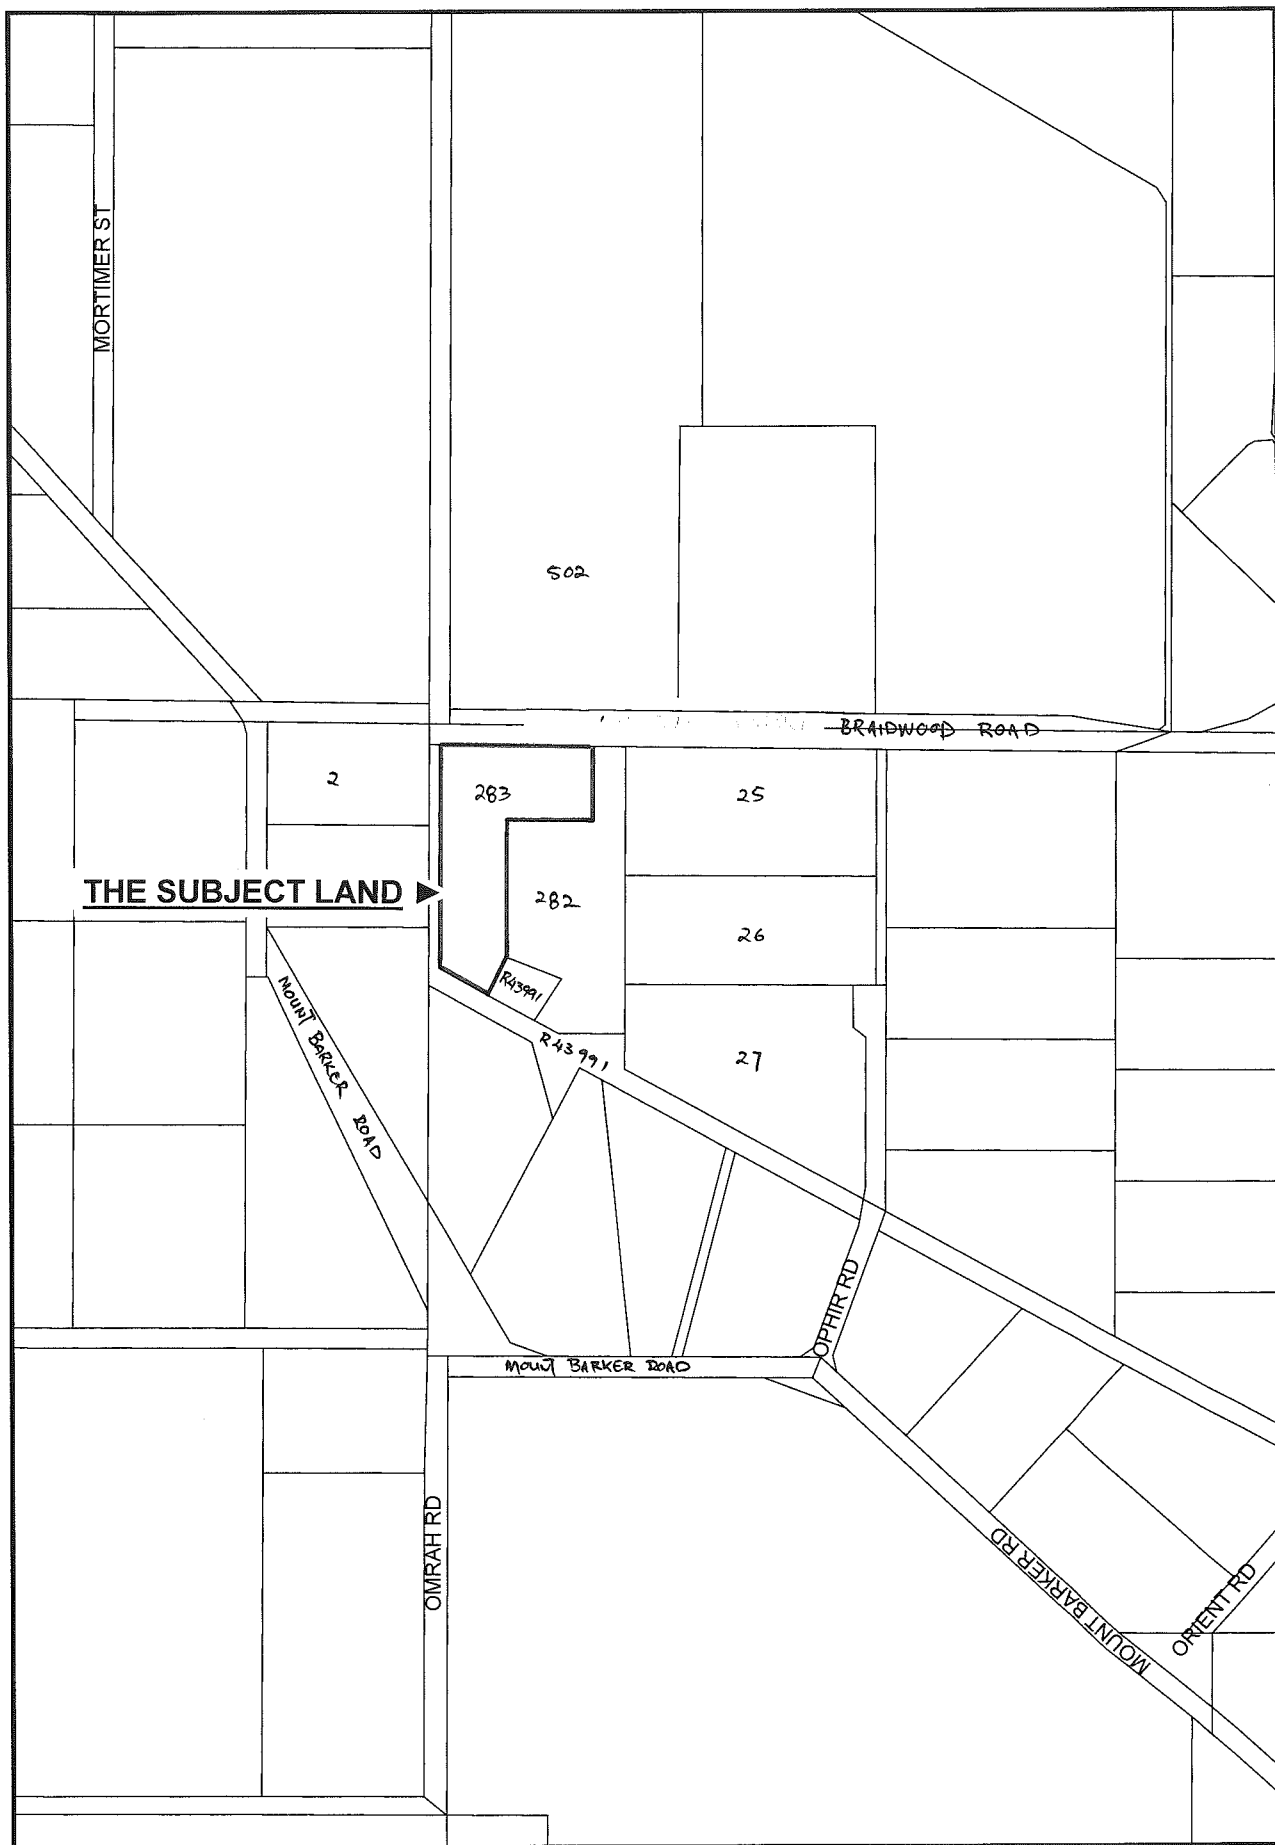 MORTIMER ST
502
BRAIDWOOD ROAD
2
283
25
THE SUBJECT LAND
282
26
R43991
MOUNT BARKER ROAD
R43991
27
OPHIR RD
MOUNT BARKER ROAD
OMRAH RD
MOUNT BARKER RD
ORIENT RD